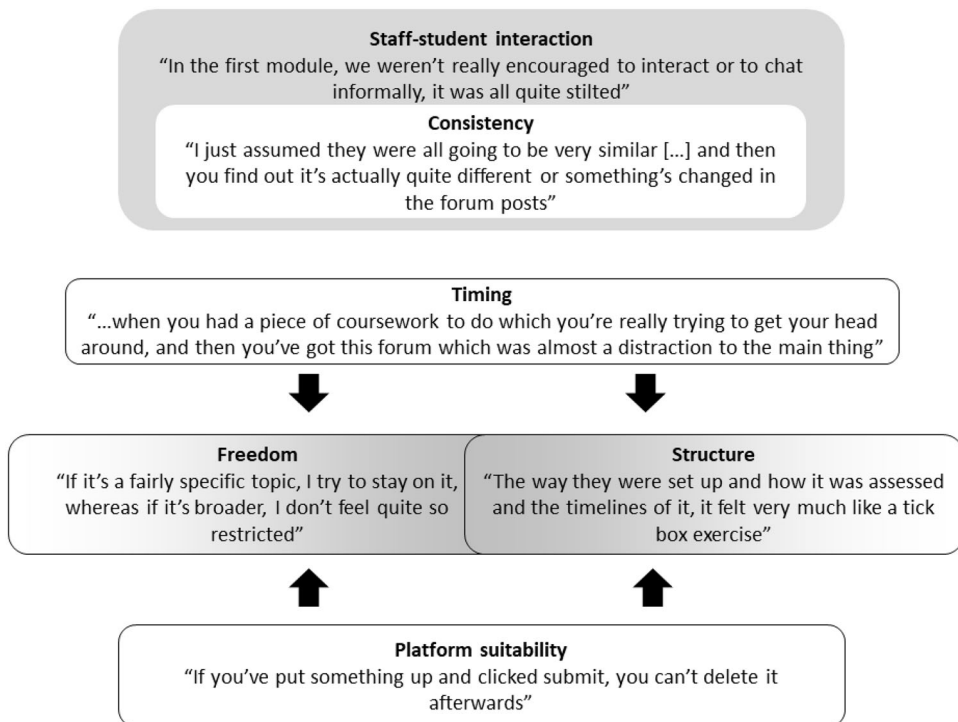 Staff-student interaction
“In the first module, we weren’t really encouraged to interact or to chat
informally, it was all quite stilted”
Consistency
“I just assumed they were all going to be very similar [...] and then
you find out it’s actually quite different or something’s changed in
the forum posts”
Timing
“...when you had a piece of coursework to do which you’re really trying to get your head
around, and then you’ve got this forum which was almost a distraction to the main thing”
Freedom
“If it’s a fairly specific topic, I try to stay on it,
whereas if it’s broader, I don’t feel quite so
restricted”
Structure
“The way they were set up and how it was assessed
and the timelines of it, it felt very much like a tick
box exercise”
Platform suitability
“If you’ve put something up and clicked submit, you can’t delete it
afterwards”